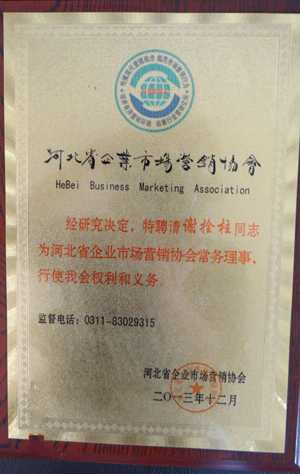 河北省企业市场营销协会
HeBei Business Marketing Association
经研究决定，特聘请谢拴柱同志
为河北省企业市场营销协会常务理事，
行使我会权利和义务。
监督电话：0311-83029315
河北省企业市场营销协会
二〇一三年十二月